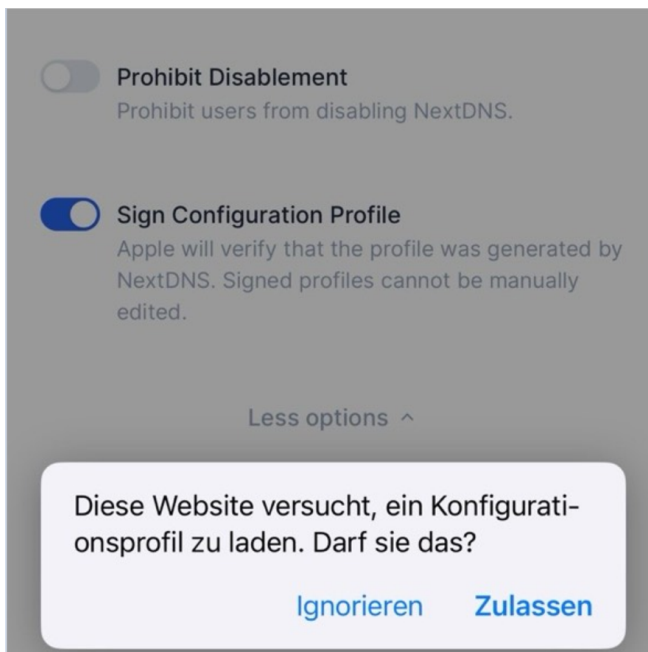 Prohibit Disablement
Prohibit users from disabling NextDNS.
Sign Configuration Profile
Apple will verify that the profile was generated by
NextDNS. Signed profiles cannot be manually
edited.
Less options
Diese Website versucht, ein Konfigurati-
onsprofil zu laden. Darf sie das?
Ignorieren Zulassen